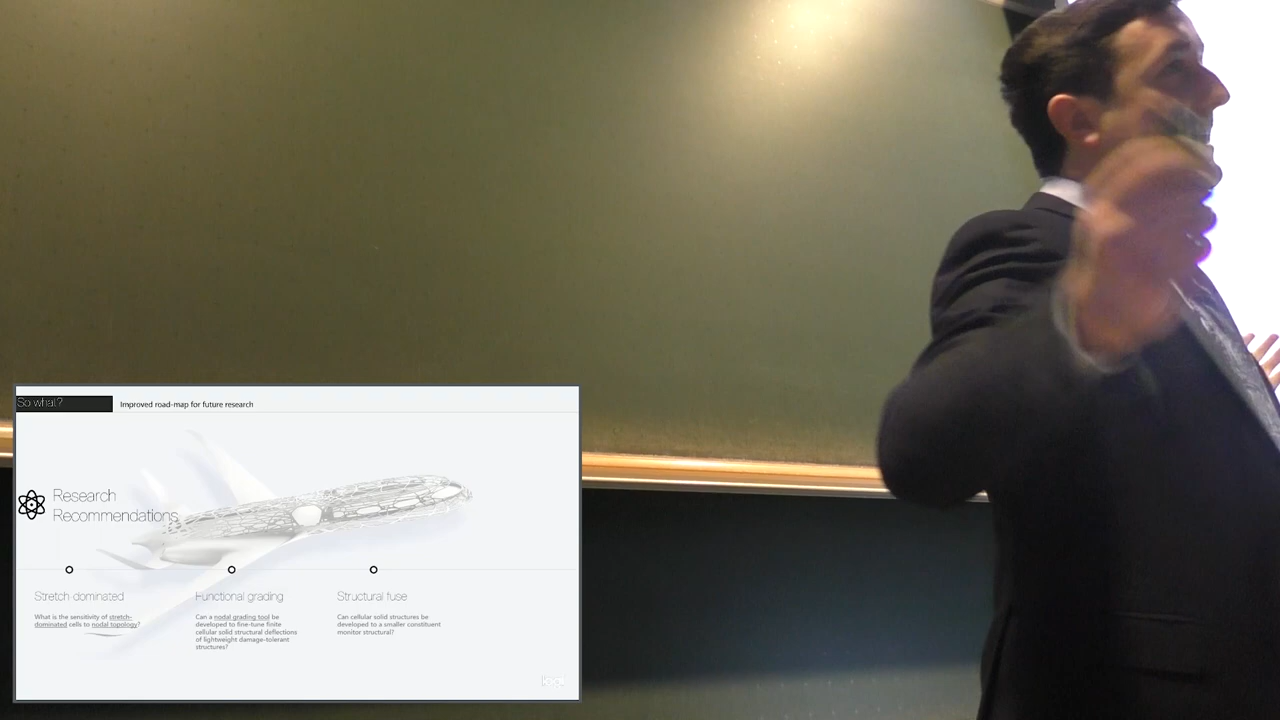 So what?
Improved road-map for future research
Research
Recommendations
Stretch dominated
What is the sensitivity of stretch-
dominated cells to nodal topology?
Functional grading
Can a nodal grading tool be
developed to fine-tune finite
cellular solid structural deflections
of lightweight damage-tolerant
structures?
Structural fuse
Can cellular solid structures be
developed to a smaller constituent
monitor structural?